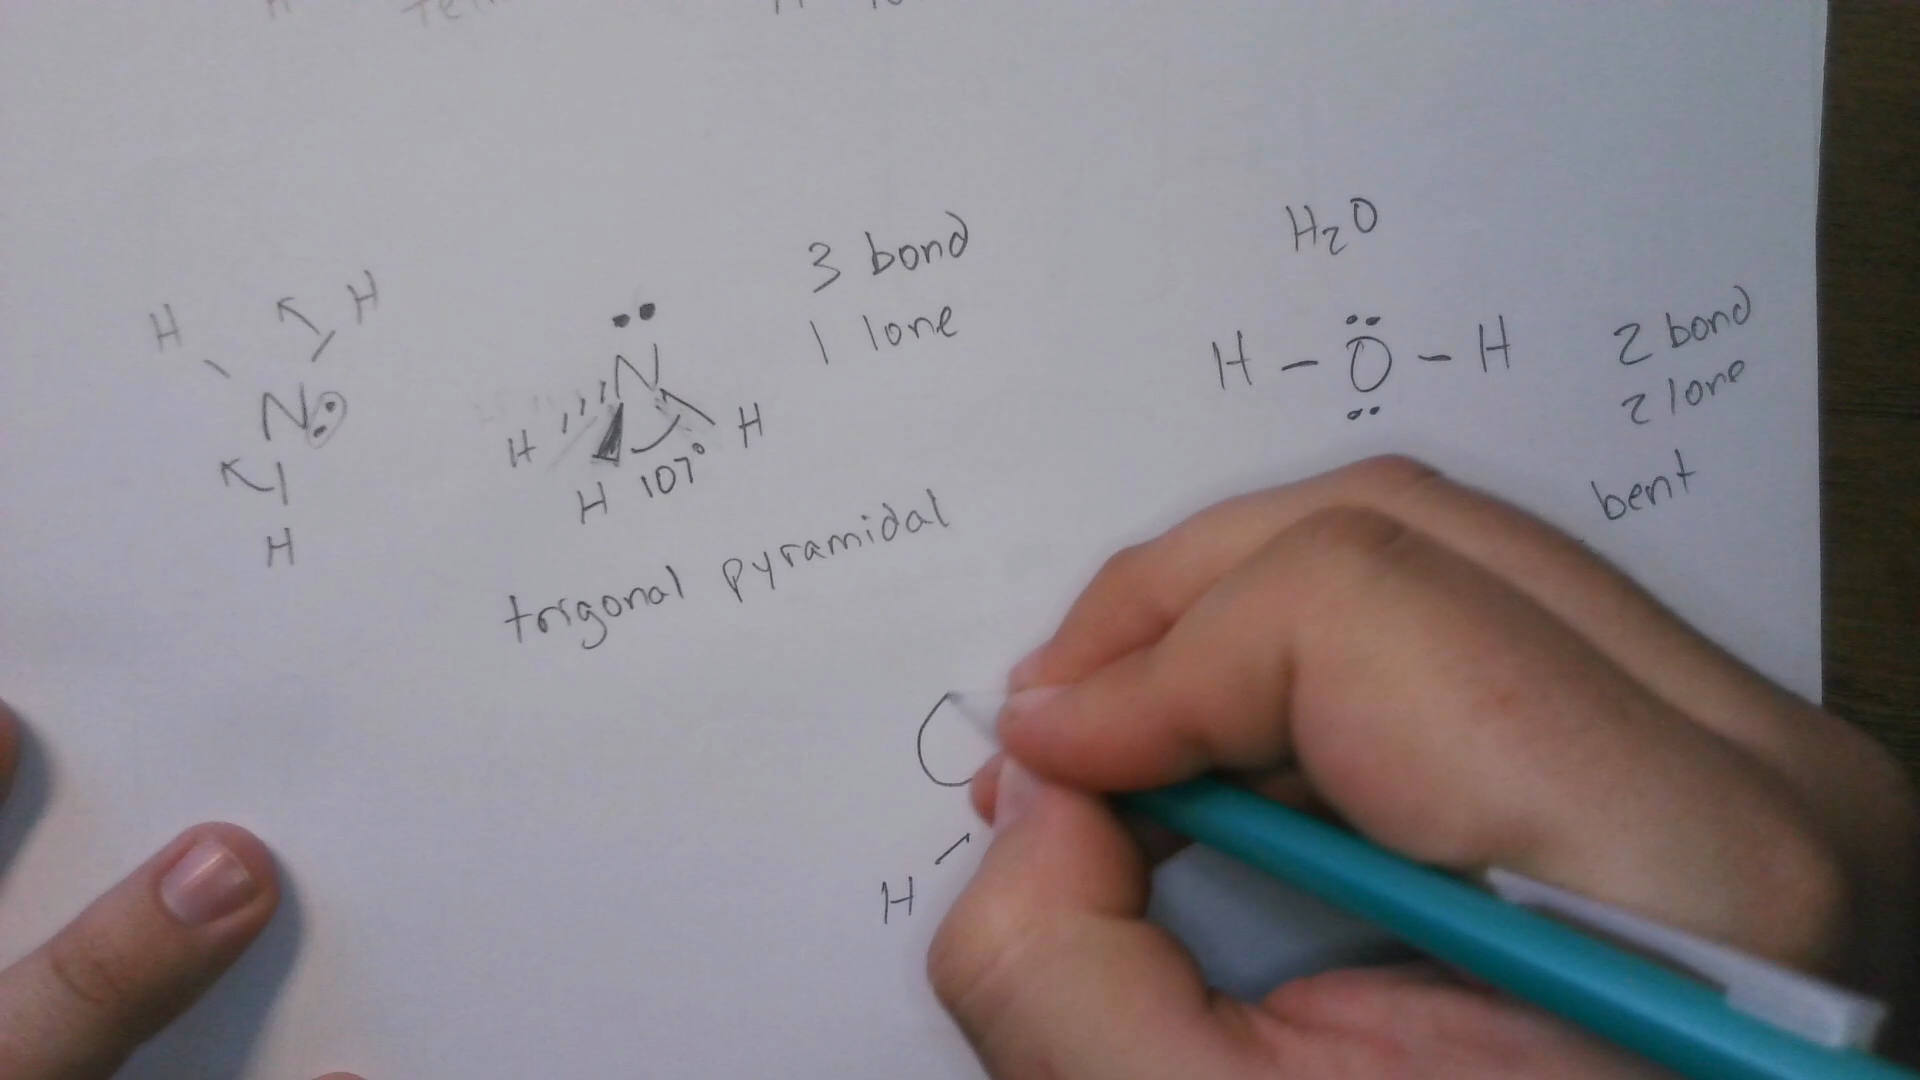 H H
N
H
N
H H
H 107°
3 bond
1 lone
trigonal pyramidal
H₂O
H – O – H
2 bond
2 lone
bent
H